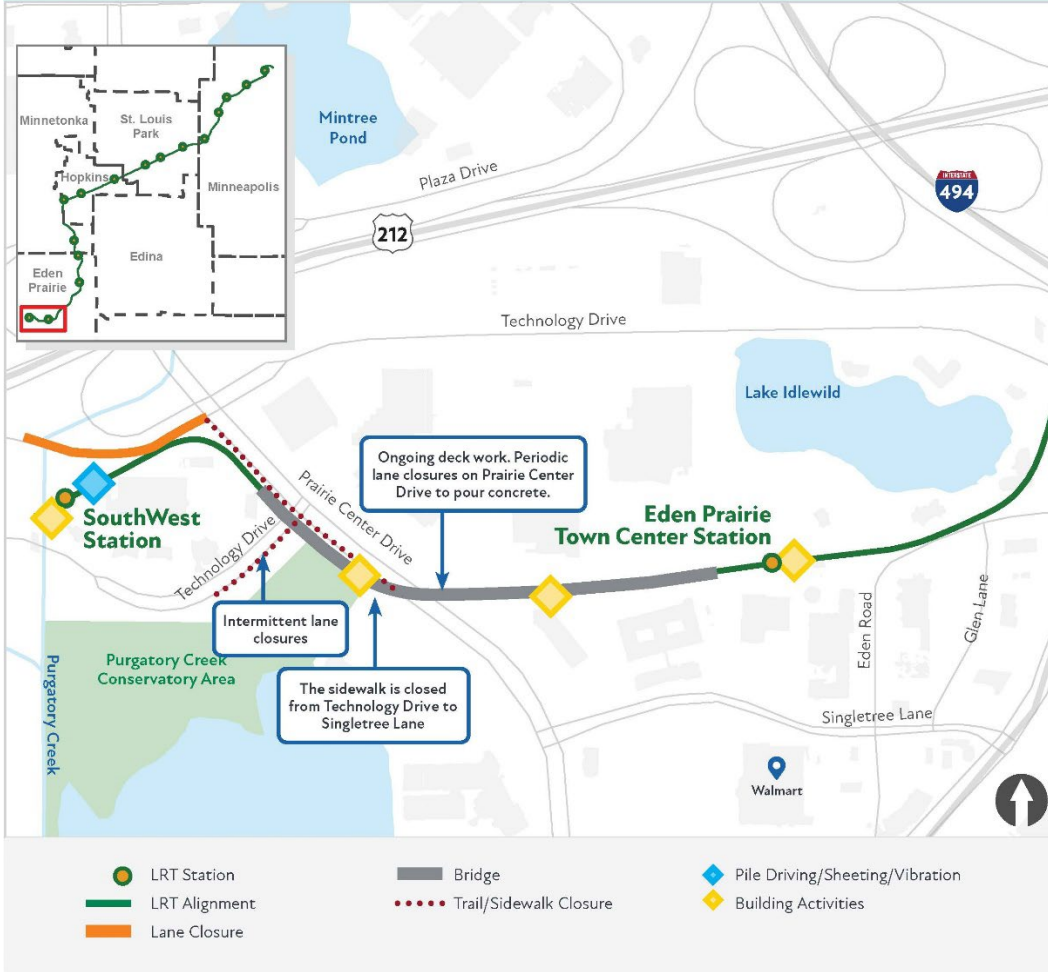 Minnetonka
St. Louis
Park
Hopkins
Minneapolis
Edina
Eden
Prairie
Mintree
Pond
Plaza Drive
212
INTERSTATE
494
Technology Drive
Lake Idlewild
Ongoing deck work. Periodic
lane closures on Prairie Center
Drive to pour concrete.
Prairie Center Drive
Eden Prairie
Town Center Station
SouthWest
Station
Technology Drive
Intermittent lane
closures
Purgatory Creek
Conservatory Area
The sidewalk is closed
from Technology Drive to
Singletree Lane
Purgatory Creek
Eden Road
Glen Lane
Singletree Lane
Walmart
LRT Station
LRT Alignment
Lane Closure
Bridge
Trail/Sidewalk Closure
Pile Driving/Sheeting/Vibration
Building Activities